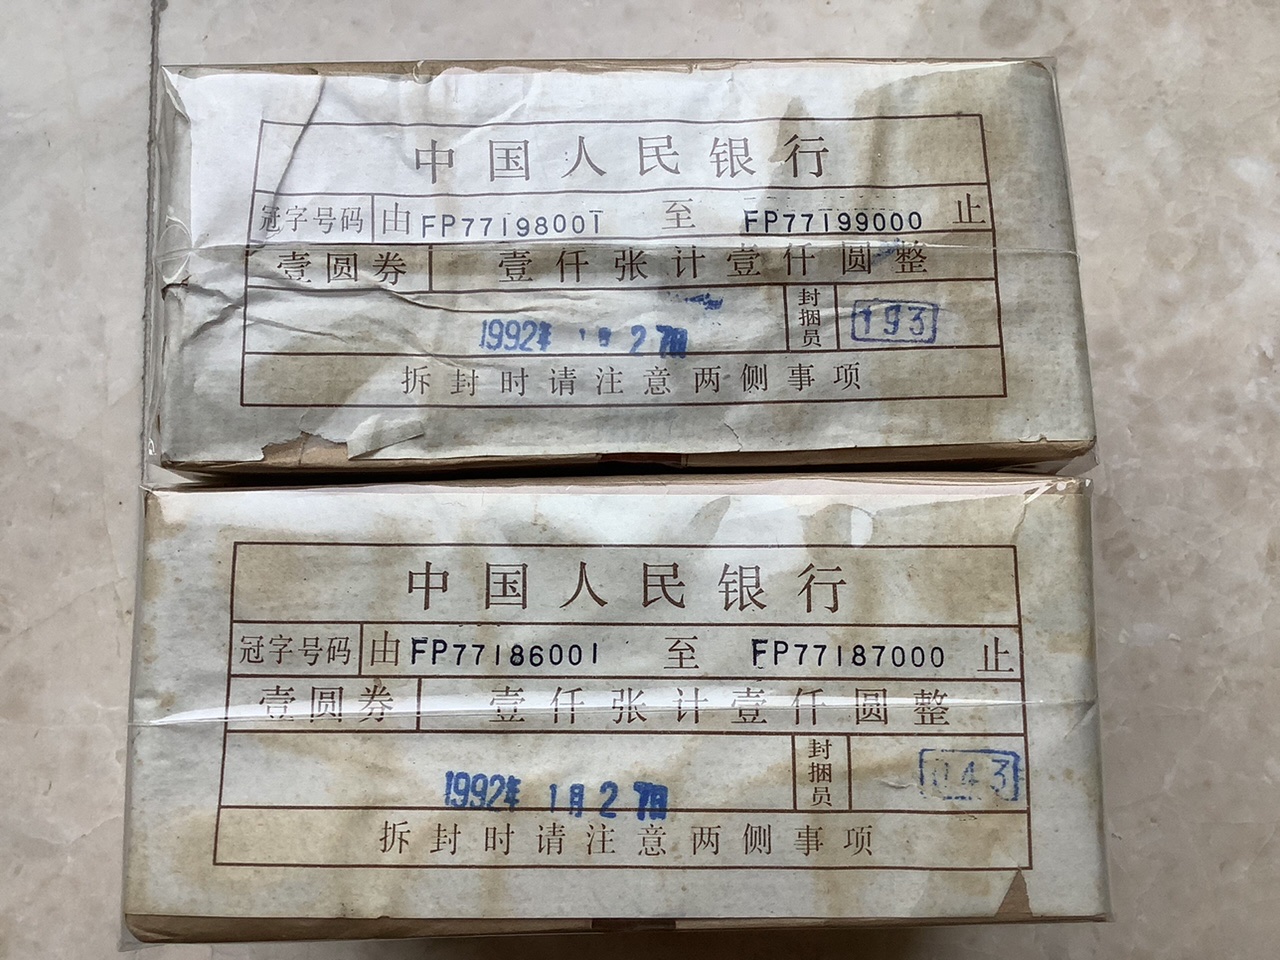 中国人民银行
冠字号码 由 FP77198001 至 FP77199000 止
壹圆券 壹仟张计壹仟圆整
1992年 1月 27日 封捆员 193
拆封时请注意两侧事项
中国人民银行
冠字号码 由 FP77186001 至 FP77187000 止
壹圆券 壹仟张计壹仟圆整
1992年 1月 27日 封捆员 043
拆封时请注意两侧事项